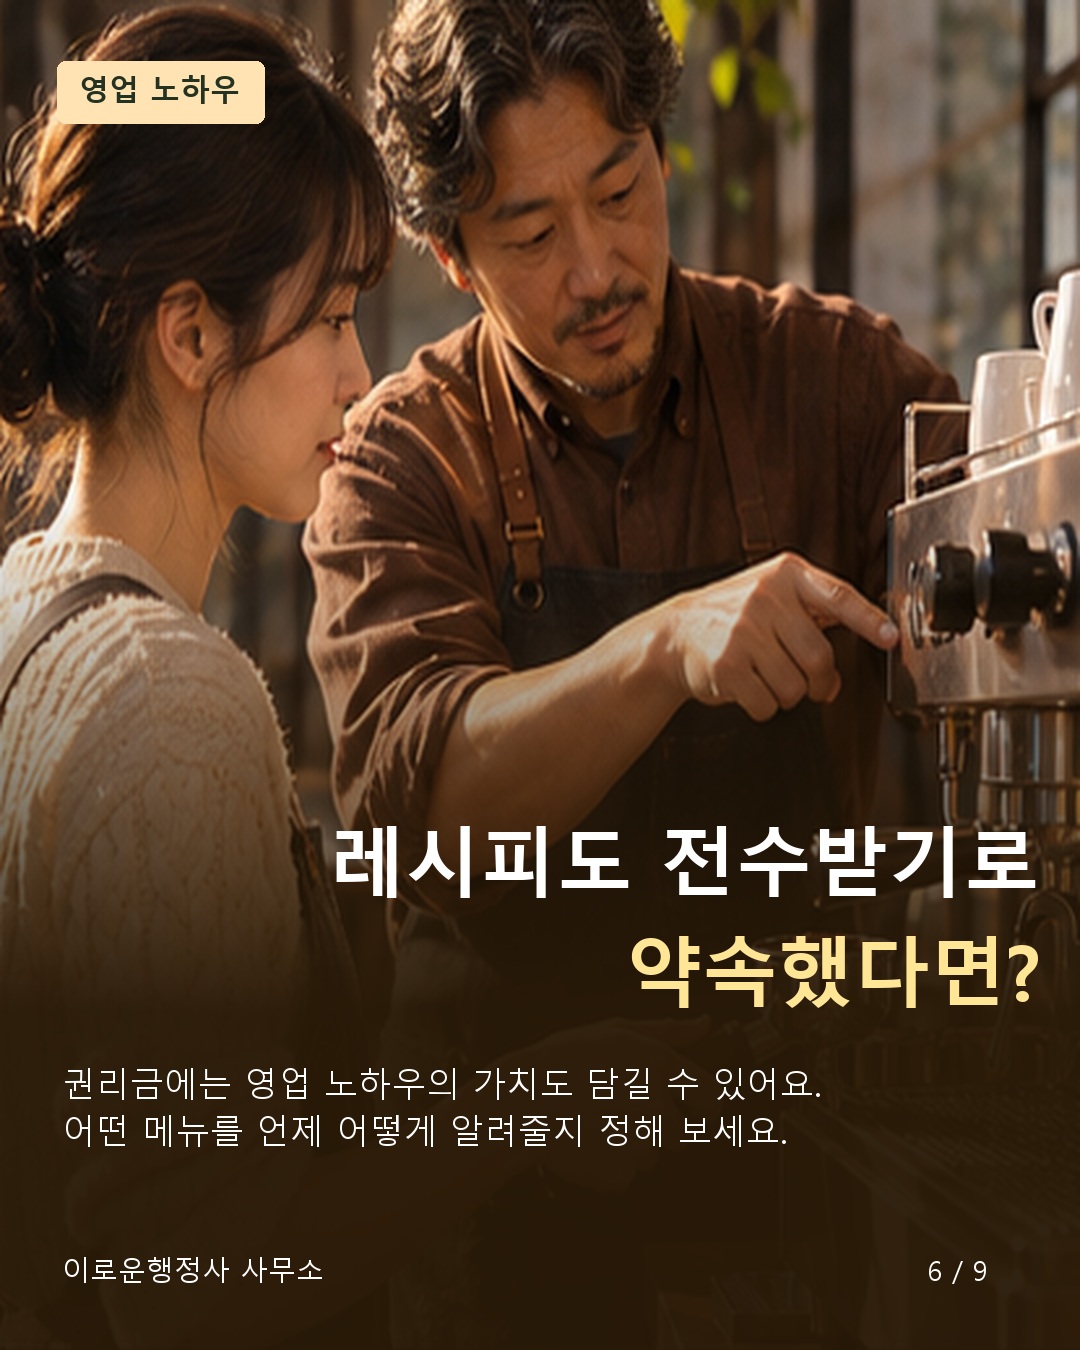 영업 노하우
레시피도 전수받기로
약속했다면?
권리금에는 영업 노하우의 가치도 담길 수 있어요.
어떤 메뉴를 언제 어떻게 알려줄지 정해 보세요.
이로운행정사 사무소
6 / 9